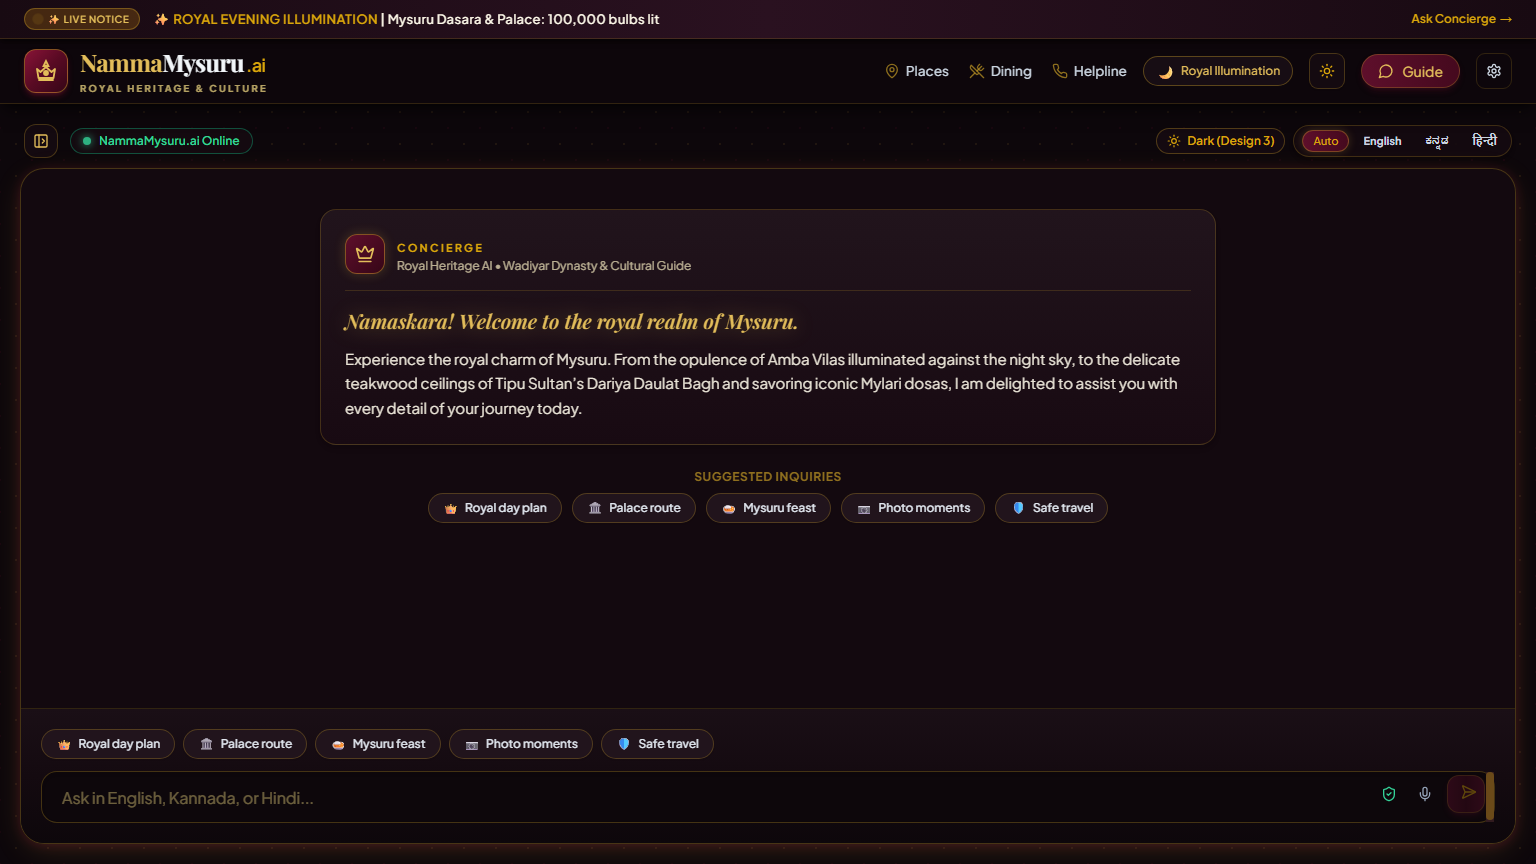 ✨ LIVE NOTICE
✨ ROYAL EVENING ILLUMINATION | Mysuru Dasara & Palace: 100,000 bulbs lit
Ask Concierge →
NammaMysuru.ai
ROYAL HERITAGE & CULTURE
Places
Dining
Helpline
🌙 Royal Illumination
Guide
NammaMysuru.ai Online
Dark (Design 3)
Auto
English
ಕನ್ನಡ
हिन्दी
CONCIERGE
Royal Heritage AI • Wadiyar Dynasty & Cultural Guide
Namaskara! Welcome to the royal realm of Mysuru.
Experience the royal charm of Mysuru. From the opulence of Amba Vilas illuminated against the night sky, to the delicate
teakwood ceilings of Tipu Sultan's Dariya Daulat Bagh and savoring iconic Mylari dosas, I am delighted to assist you with
every detail of your journey today.
SUGGESTED INQUIRIES
Royal day plan
Palace route
Mysuru feast
Photo moments
Safe travel
Royal day plan
Palace route
Mysuru feast
Photo moments
Safe travel
Ask in English, Kannada, or Hindi...